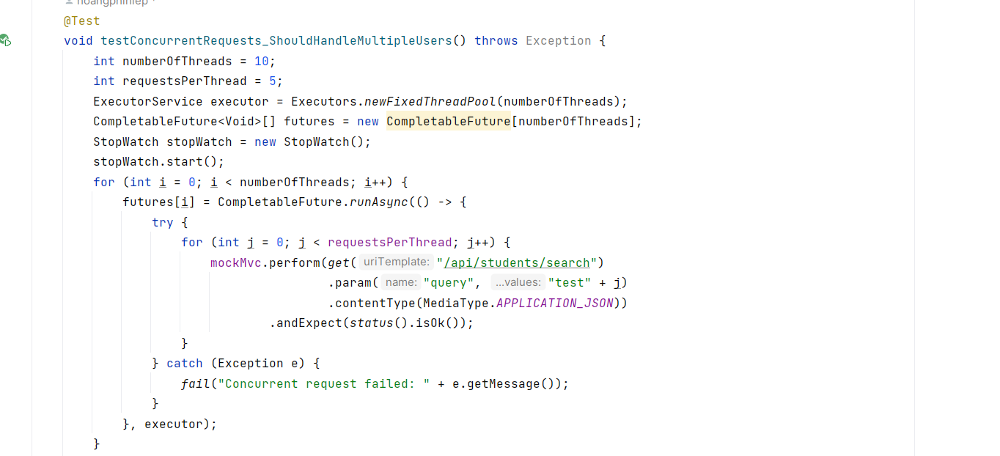 hoangphihiep
@Test
void testConcurrentRequests_ShouldHandleMultipleUsers() throws Exception {
int numberOfThreads = 10;
int requestsPerThread = 5;
ExecutorService executor = Executors.newFixedThreadPool(numberOfThreads);
CompletableFuture<Void>[] futures = new CompletableFuture[numberOfThreads];
StopWatch stopWatch = new StopWatch();
stopWatch.start();
for (int i = 0; i < numberOfThreads; i++) {
futures[i] = CompletableFuture.runAsync(() -> {
try {
for (int j = 0; j < requestsPerThread; j++) {
mockMvc.perform(get( uriTemplate: "/api/students/search")
.param( name: "query", ...values: "test" + j)
.contentType(MediaType.APPLICATION_JSON))
.andExpect(status().isOk());
}
} catch (Exception e) {
fail("Concurrent request failed: " + e.getMessage());
}
}, executor);
}